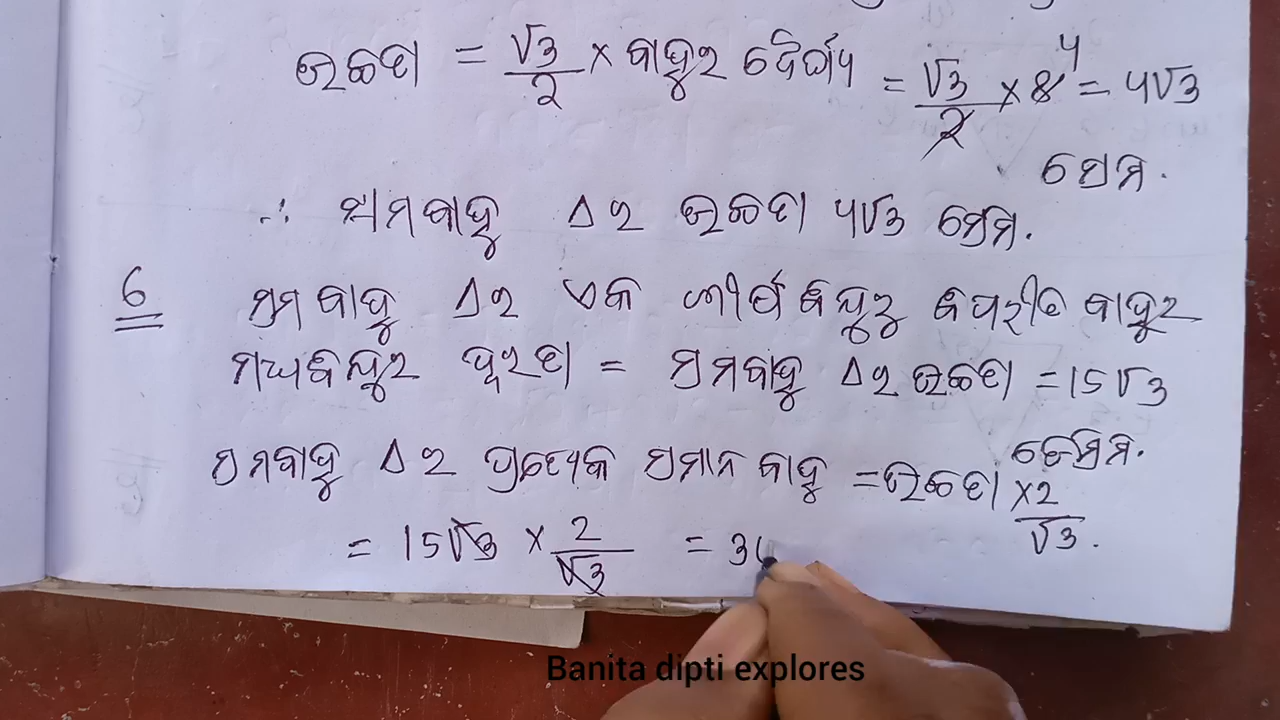 ଉଚ୍ଚତା = √3/2 × ବାହୁର ଦୈର୍ଘ୍ୟ = √3/2 × 8 4 = 4√3
ସେମି.
∴ ସମବାହୁ Δ ର ଉଚ୍ଚତା 4√3 ସେମି.
6 ସମବାହୁ Δ ର ଏକ ଶୀର୍ଷ ବିନ୍ଦୁରୁ ବିପରୀତ ବାହୁର
ମଧ୍ୟବିନ୍ଦୁର ଦୂରତା = ସମବାହୁ Δ ର ଉଚ୍ଚତା = 15√3
ସେମି.
ସମବାହୁ Δ ର ପ୍ରତ୍ୟେକ ସମାନ ବାହୁ = ଉଚ୍ଚତା × 2/√3.
= 15√3 × 2/√3 = 30
Banita dipti explores